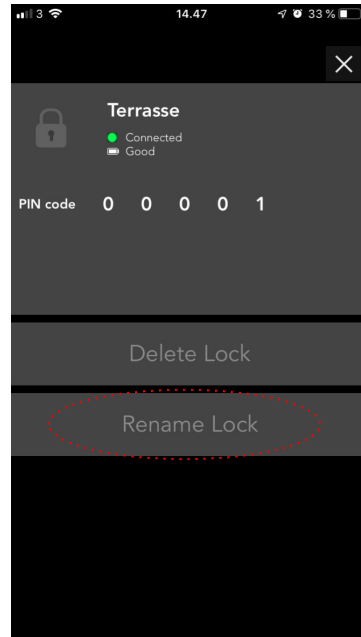 3 14.47 33 %
Terrasse
Connected
Good
PIN code 0 0 0 0 1
Delete Lock
Rename Lock